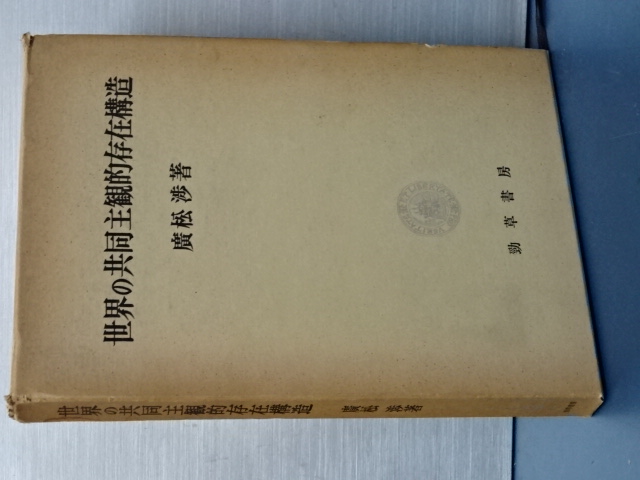 世界の共同主観的存在構造
廣松 渉 著
勁草書房
世界の共同主観的存在構造 廣松 渉著